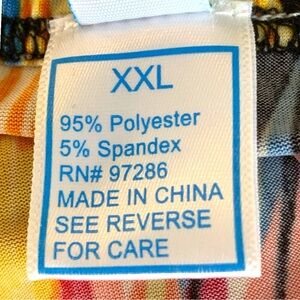 XXL
95% Polyester
5% Spandex
RN# 97286
MADE IN CHINA
SEE REVERSE
FOR CARE